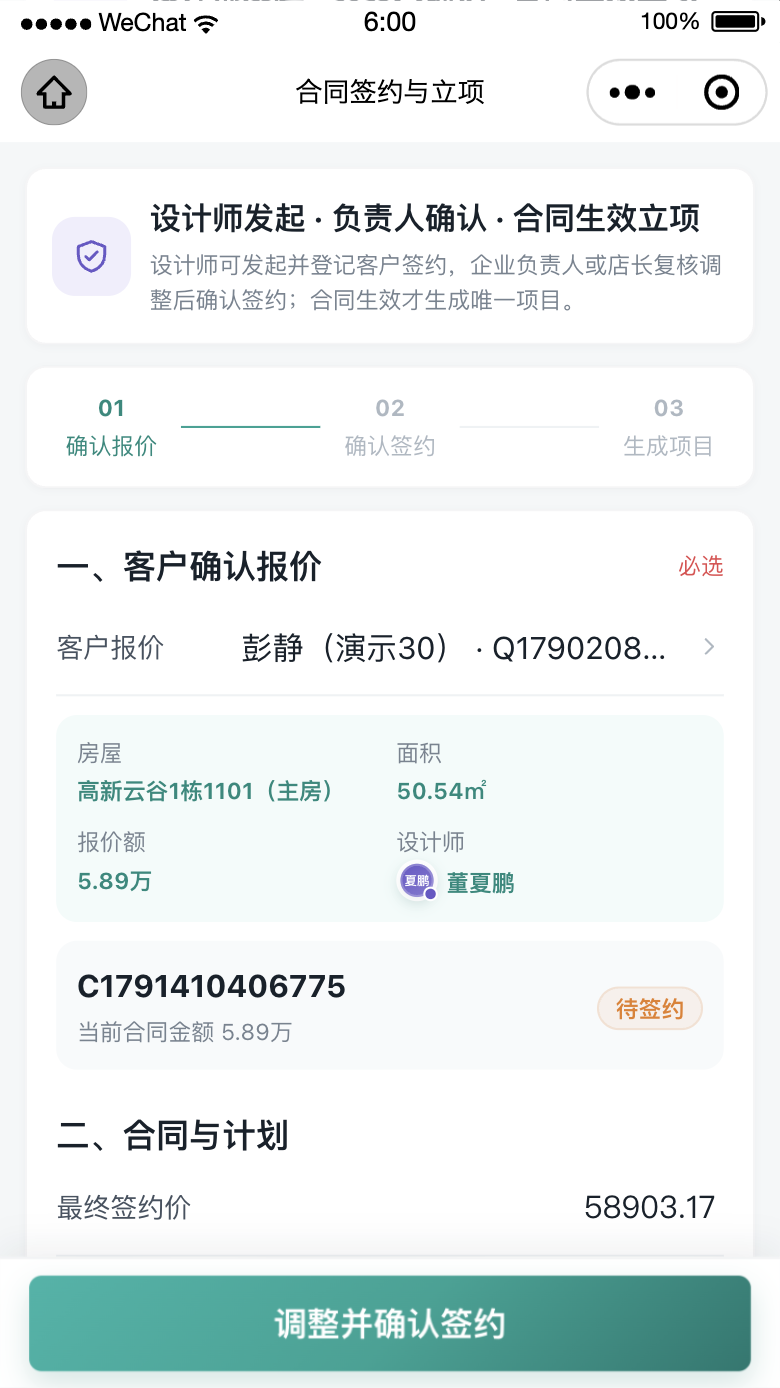 WeChat 6:00 100%
合同签约与立项
设计师发起 · 负责人确认 · 合同生效立项
设计师可发起并登记客户签约，企业负责人或店长复核调
整后确认签约；合同生效才生成唯一项目。
01 02 03
确认报价 确认签约 生成项目
一、客户确认报价 必选
客户报价 彭静（演示30） · Q1790208...
房屋 面积
高新云谷1栋1101（主房） 50.54㎡
报价额 设计师
5.89万 夏鹏 董夏鹏
C1791410406775
待签约
当前合同金额 5.89万
二、合同与计划
最终签约价 58903.17
调整并确认签约